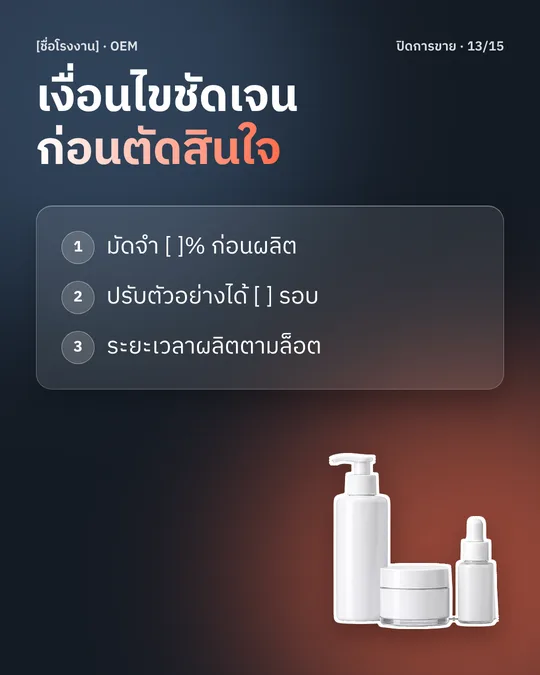 [ชื่อโรงงาน] · OEM
ปิดการขาย · 13/15
เงื่อนไขชัดเจน
ก่อนตัดสินใจ
1 มัดจำ [ ]% ก่อนผลิต
2 ปรับตัวอย่างได้ [ ] รอบ
3 ระยะเวลาผลิตตามล็อต